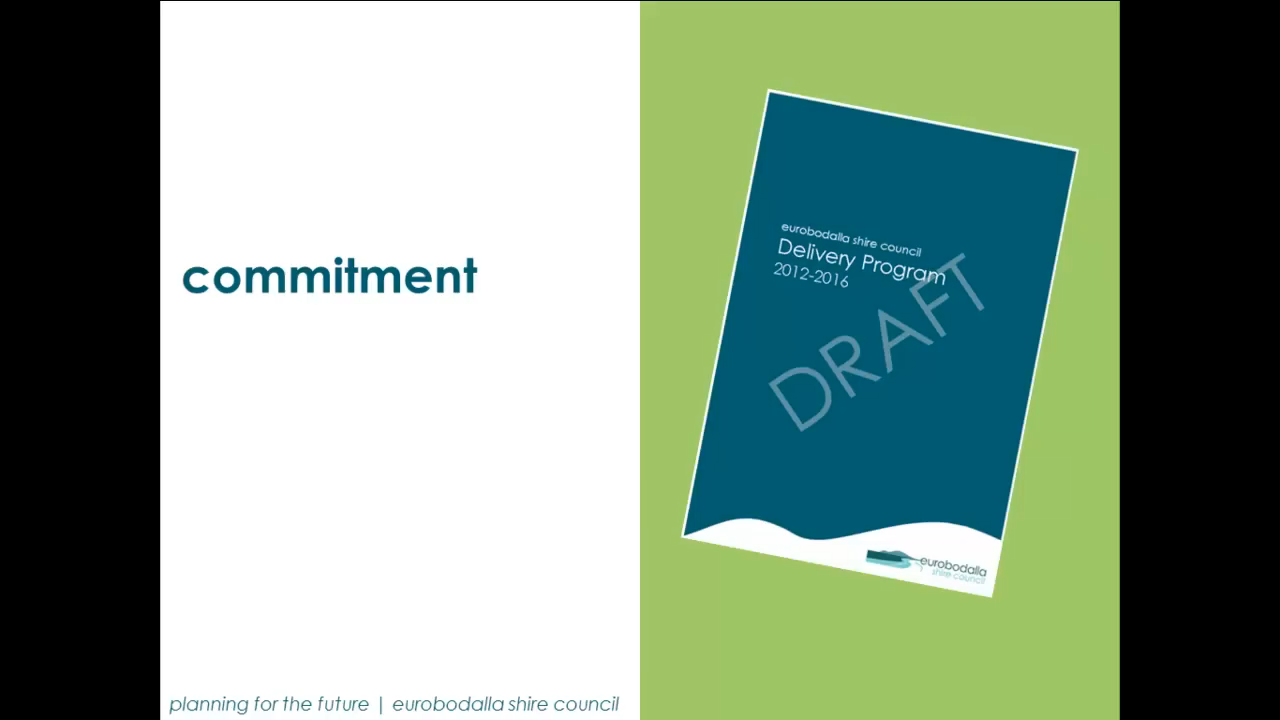 commitment
eurobodalla shire council
Delivery Program
2012-2016
DRAFT
eurobodalla
shire council
planning for the future | eurobodalla shire council